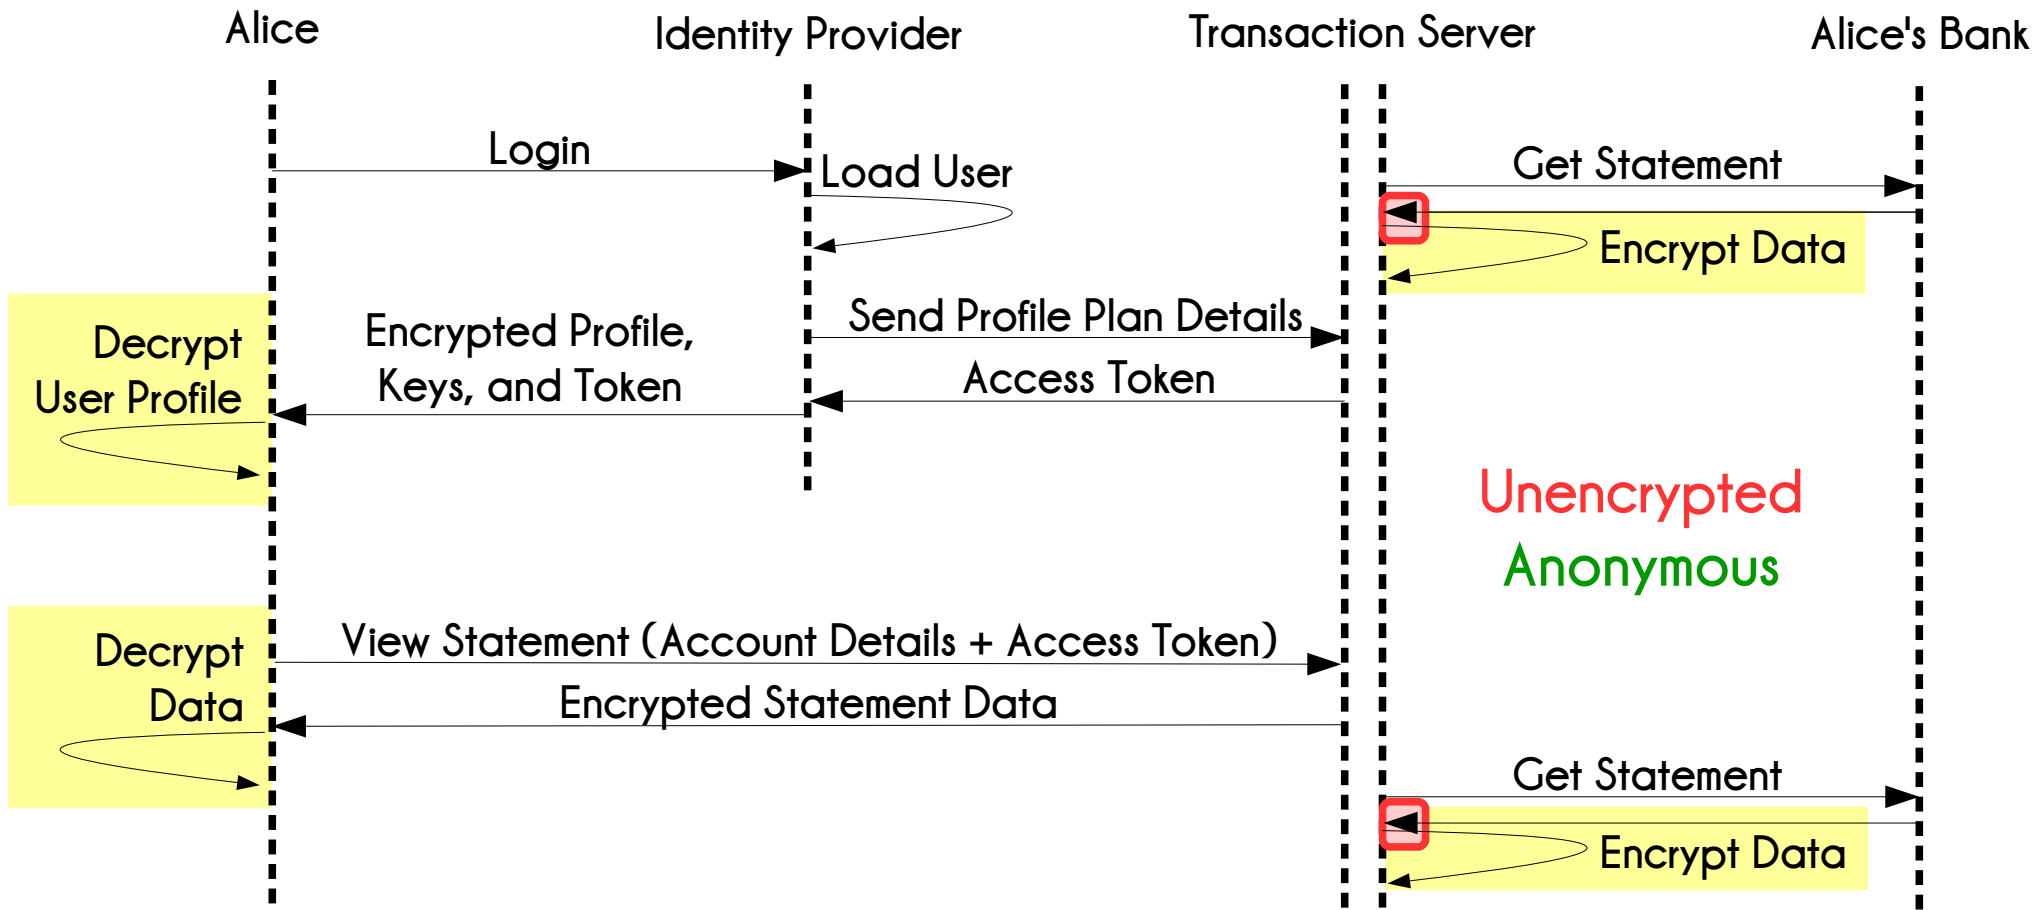 Alice
Identity Provider
Transaction Server
Alice's Bank
Login
Load User
Get Statement
Encrypt Data
Send Profile Plan Details
Access Token
Encrypted Profile,
Keys, and Token
Decrypt
User Profile
Unencrypted
Anonymous
View Statement (Account Details + Access Token)
Encrypted Statement Data
Decrypt
Data
Get Statement
Encrypt Data